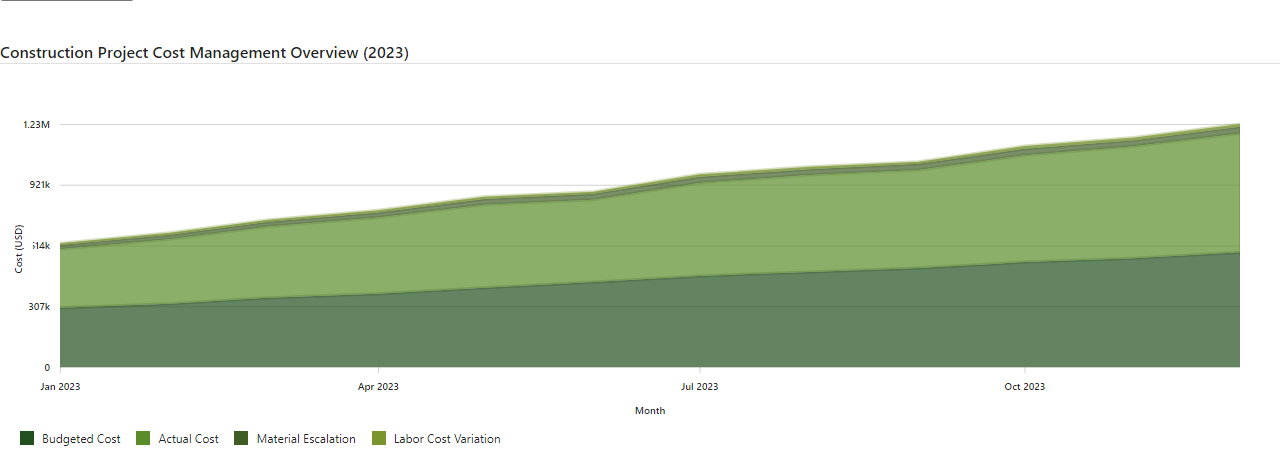 Construction Project Cost Management Overview (2023)
1.23M
921k
614k
307k
0
Cost (USD)
Jan 2023
Apr 2023
Jul 2023
Oct 2023
Month
Budgeted Cost
Actual Cost
Material Escalation
Labor Cost Variation